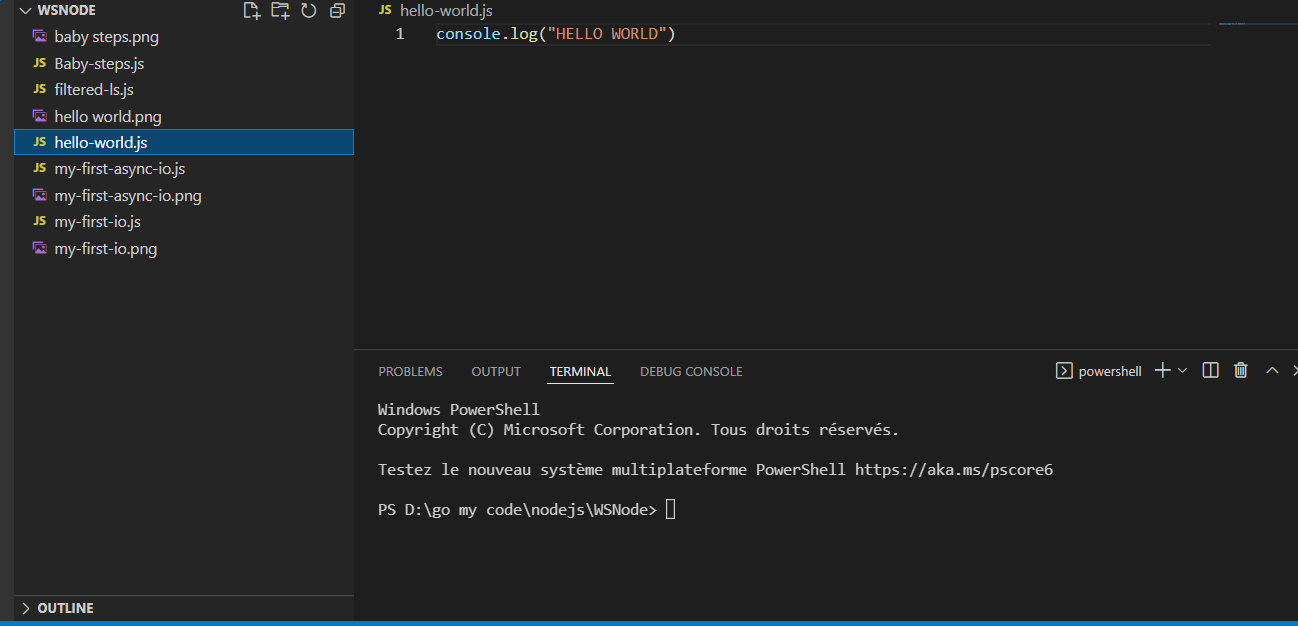 WSNODE
baby steps.png
JS Baby-steps.js
JS filtered-ls.js
hello world.png
JS hello-world.js
JS my-first-async-io.js
my-first-async-io.png
JS my-first-io.js
my-first-io.png
OUTLINE
JS hello-world.js
1 console.log("HELLO WORLD")
PROBLEMS OUTPUT TERMINAL DEBUG CONSOLE powershell
Windows PowerShell
Copyright (C) Microsoft Corporation. Tous droits réservés.
Testez le nouveau système multiplateforme PowerShell https://aka.ms/pscore6
PS D:\go my code\nodejs\WSNode>